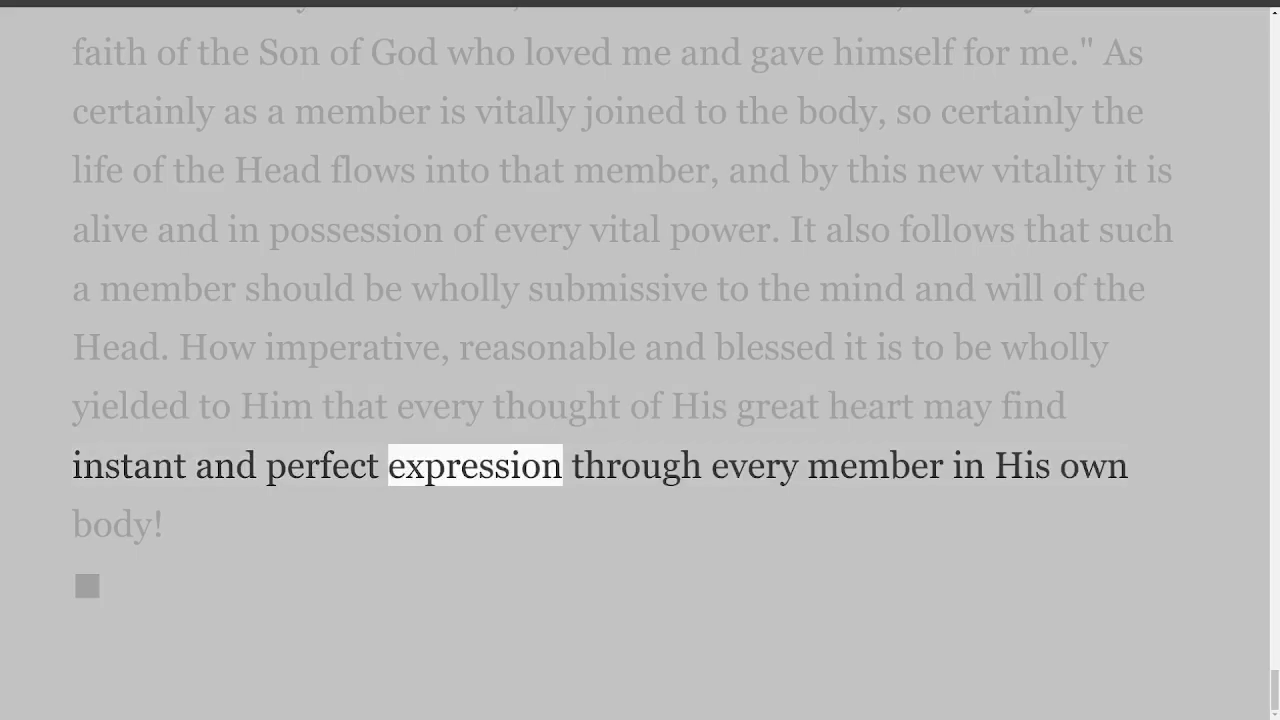 faith of the Son of God who loved me and gave himself for me." As
certainly as a member is vitally joined to the body, so certainly the
life of the Head flows into that member, and by this new vitality it is
alive and in possession of every vital power. It also follows that such
a member should be wholly submissive to the mind and will of the
Head. How imperative, reasonable and blessed it is to be wholly
yielded to Him that every thought of His great heart may find
instant and perfect expression through every member in His own
body!